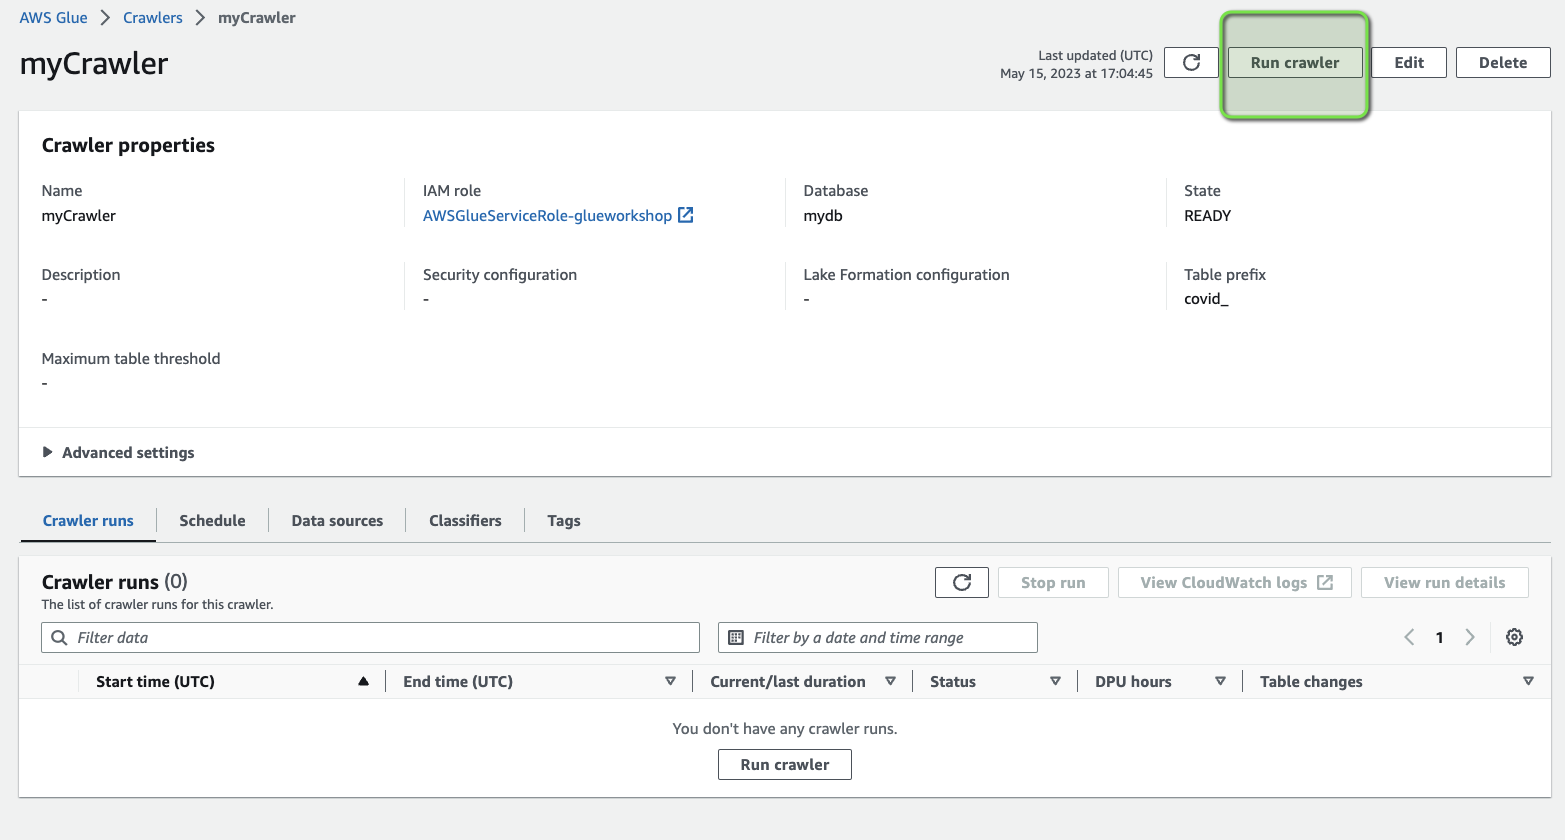 AWS Glue > Crawlers > myCrawler
myCrawler
Last updated (UTC)
May 15, 2023 at 17:04:45
Run crawler
Edit
Delete
Crawler properties
Name
myCrawler
IAM role
AWSGlueServiceRole-glueworkshop
Database
mydb
State
READY
Description
-
Security configuration
-
Lake Formation configuration
-
Table prefix
covid_
Maximum table threshold
-
Advanced settings
Crawler runs
Schedule
Data sources
Classifiers
Tags
Crawler runs (0)
The list of crawler runs for this crawler.
Stop run
View CloudWatch logs
View run details
Filter data
Filter by a date and time range
1
Start time (UTC)
End time (UTC)
Current/last duration
Status
DPU hours
Table changes
You don't have any crawler runs.
Run crawler